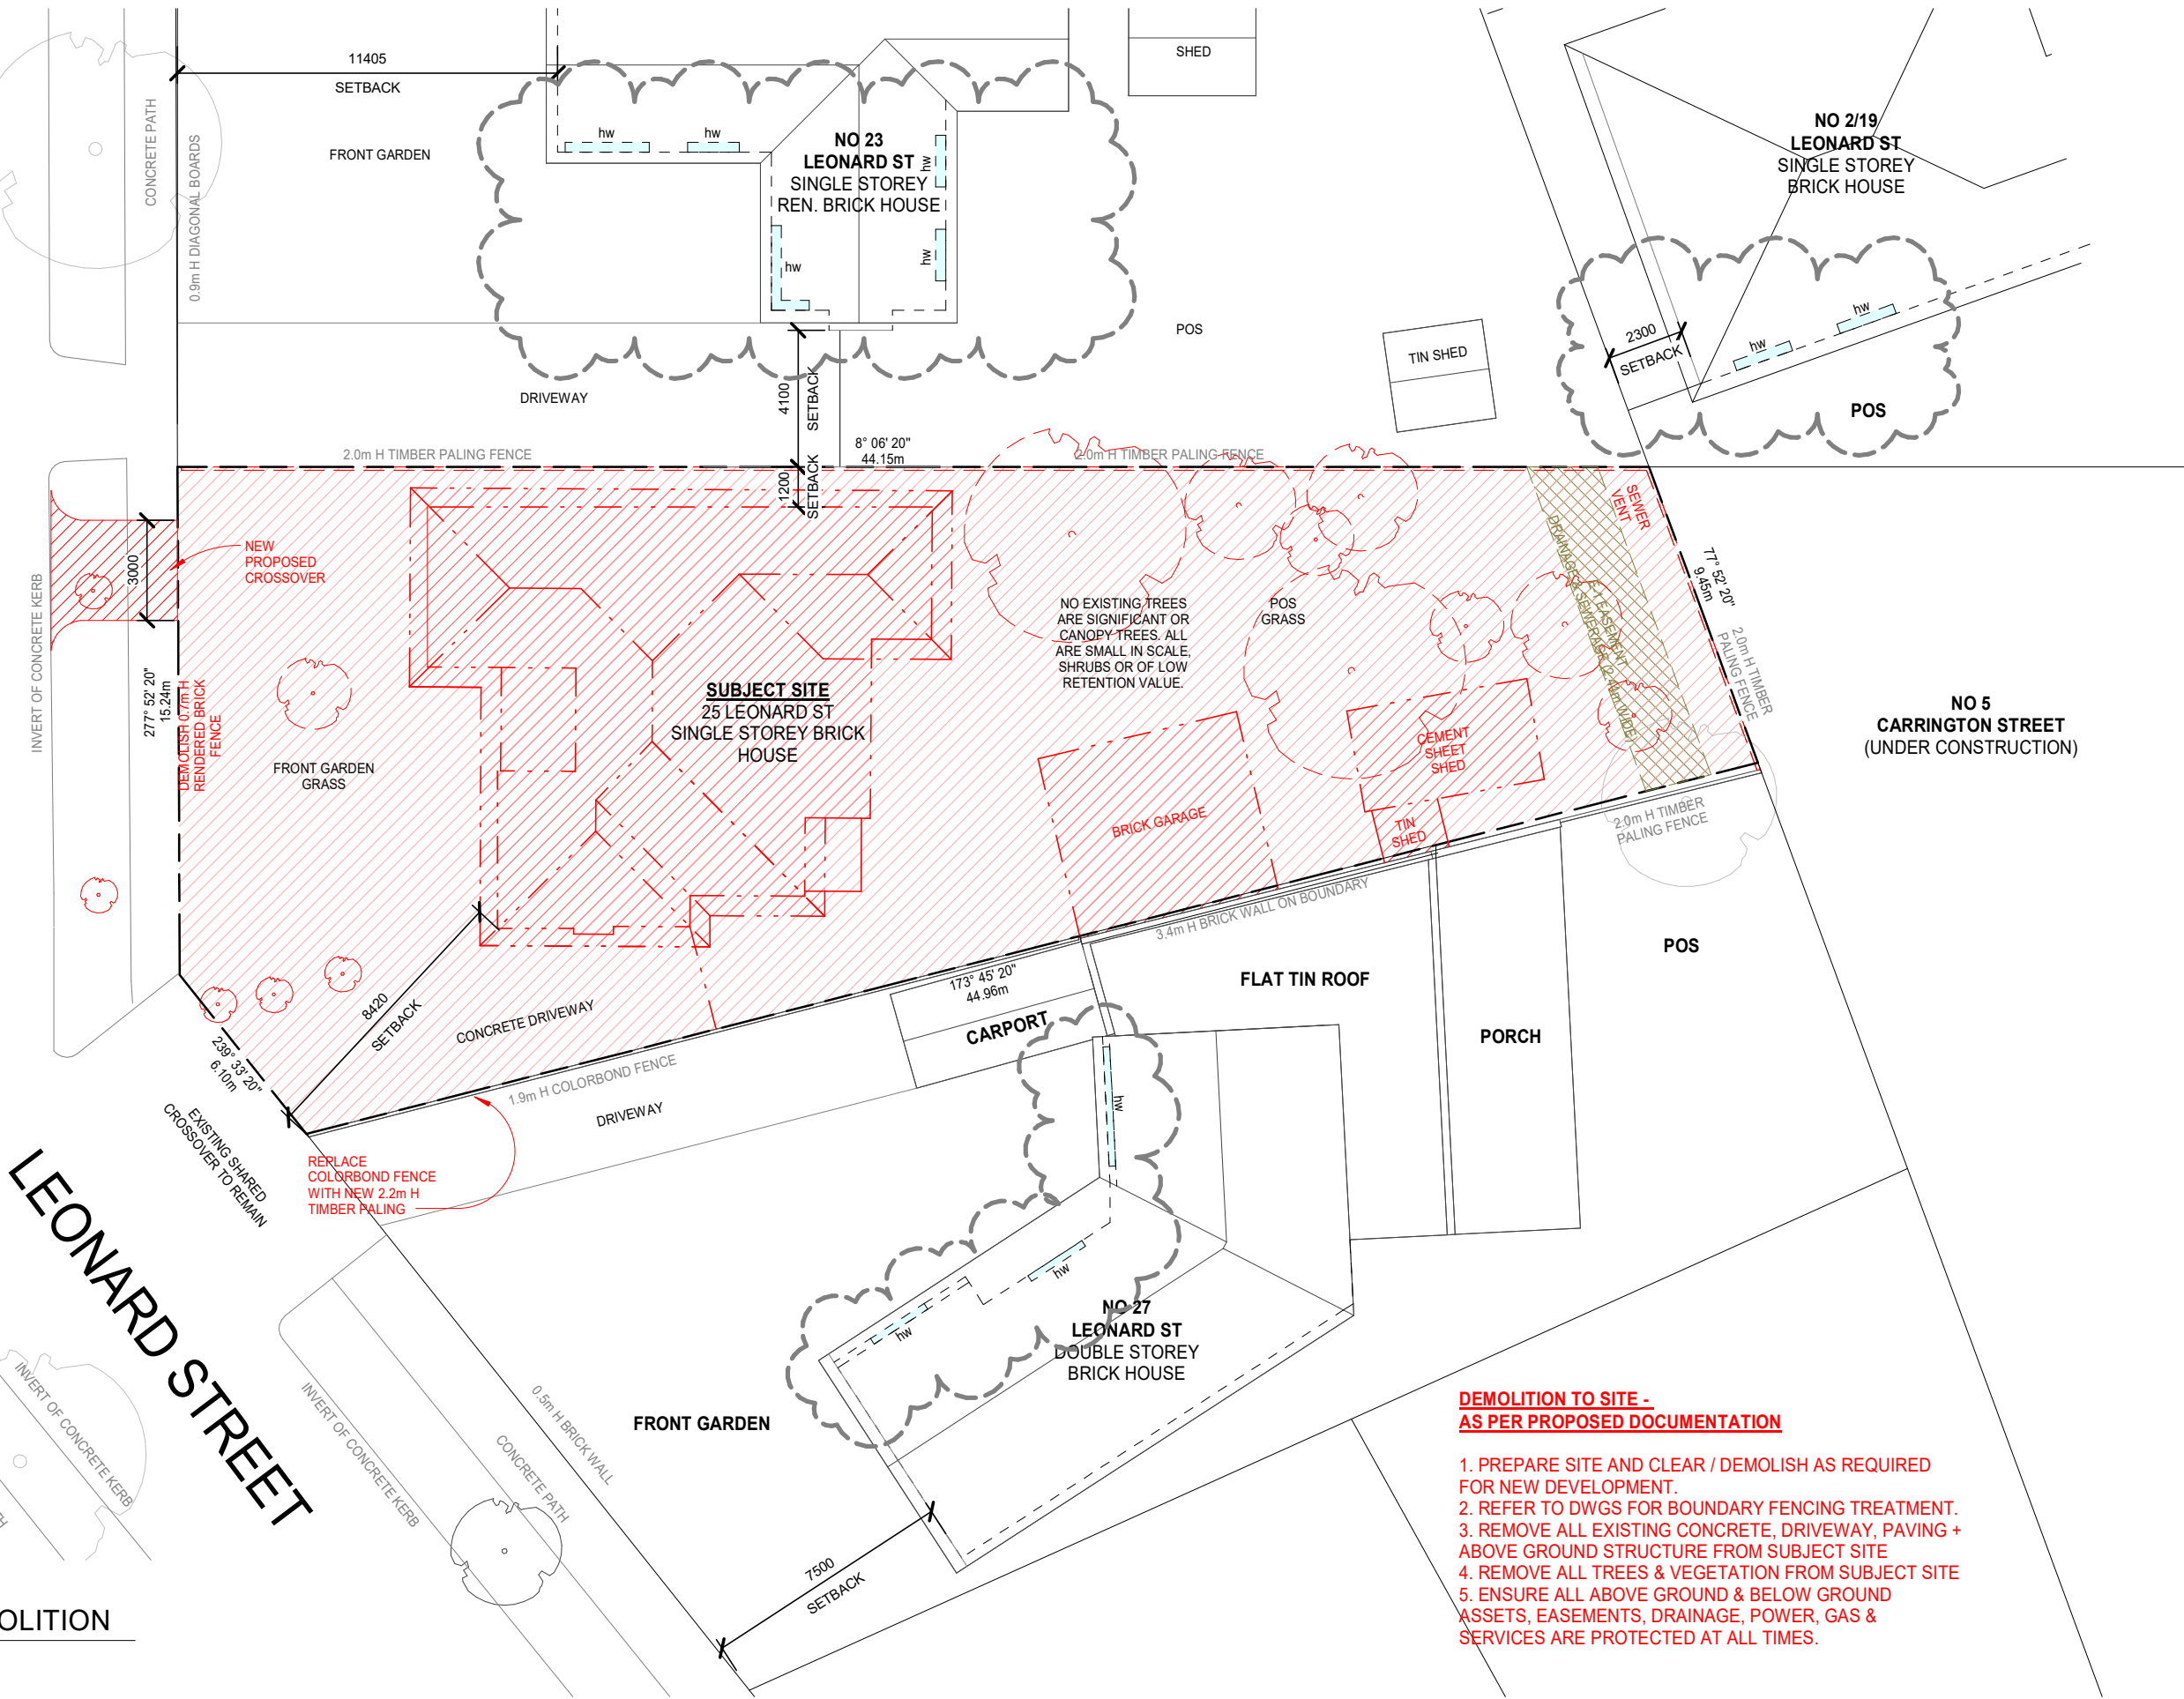 11405
SETBACK
SHED
CONCRETE PATH
0.9m H DIAGONAL BOARDS
FRONT GARDEN
hw
hw
NO 23
LEONARD ST
SINGLE STOREY
REN. BRICK HOUSE
hw
hw
hw
NO 2/19
LEONARD ST
SINGLE STOREY
BRICK HOUSE
POS
TIN SHED
2300
SETBACK
hw
hw
POS
DRIVEWAY
4100
SETBACK
2.0m H TIMBER PALING FENCE
8° 06' 20"
44.15m
2.0m H TIMBER PALING FENCE
1200
SETBACK
SEWER
VENT
DRAINAGE & SEWERAGE (2.44m WIDE)
E-1 EASEMENT
77° 52' 20"
9.45m
2.0m H TIMBER
PALING FENCE
NEW
PROPOSED
CROSSOVER
3000
INVERT OF CONCRETE KERB
277° 52' 20"
15.24m
DEMOLISH 0.7m H
RENDERED BRICK
FENCE
FRONT GARDEN
GRASS
SUBJECT SITE
25 LEONARD ST
SINGLE STOREY BRICK
HOUSE
NO EXISTING TREES
ARE SIGNIFICANT OR
CANOPY TREES. ALL
ARE SMALL IN SCALE,
SHRUBS OR OF LOW
RETENTION VALUE.
POS
GRASS
BRICK GARAGE
CEMENT
SHEET
SHED
TIN
SHED
NO 5
CARRINGTON STREET
(UNDER CONSTRUCTION)
2.0m H TIMBER
PALING FENCE
3.4m H BRICK WALL ON BOUNDARY
8420
SETBACK
CONCRETE DRIVEWAY
173° 45' 20"
44.96m
CARPORT
FLAT TIN ROOF
PORCH
POS
239° 33' 20"
6.10m
EXISTING SHARED
CROSSOVER TO REMAIN
1.9m H COLORBOND FENCE
DRIVEWAY
REPLACE
COLORBOND FENCE
WITH NEW 2.2m H
TIMBER PALING
hw
hw
hw
NO 27
LEONARD ST
DOUBLE STOREY
BRICK HOUSE
LEONARD STREET
INVERT OF CONCRETE KERB
INVERT OF CONCRETE KERB
CONCRETE PATH
0.5m H BRICK WALL
FRONT GARDEN
7500
SETBACK
OLITION
DEMOLITION TO SITE -
AS PER PROPOSED DOCUMENTATION
1. PREPARE SITE AND CLEAR / DEMOLISH AS REQUIRED
FOR NEW DEVELOPMENT.
2. REFER TO DWGS FOR BOUNDARY FENCING TREATMENT.
3. REMOVE ALL EXISTING CONCRETE, DRIVEWAY, PAVING +
ABOVE GROUND STRUCTURE FROM SUBJECT SITE
4. REMOVE ALL TREES & VEGETATION FROM SUBJECT SITE
5. ENSURE ALL ABOVE GROUND & BELOW GROUND
ASSETS, EASEMENTS, DRAINAGE, POWER, GAS &
SERVICES ARE PROTECTED AT ALL TIMES.